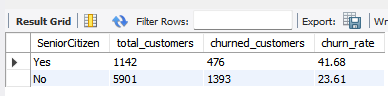 Result Grid Filter Rows: Export: W
SeniorCitizen total_customers churned_customers churn_rate
Yes 1142 476 41.68
No 5901 1393 23.61